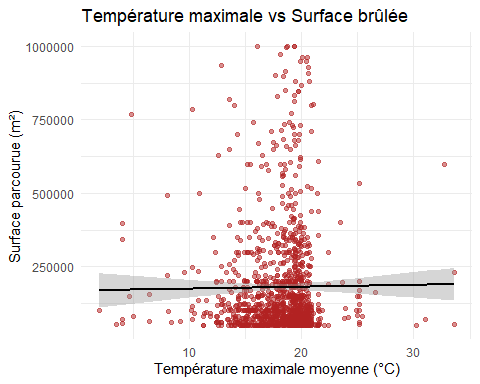 Température maximale vs Surface brûlée
1000000
750000
500000
250000
Surface parcourue (m²)
10
20
30
Température maximale moyenne (°C)